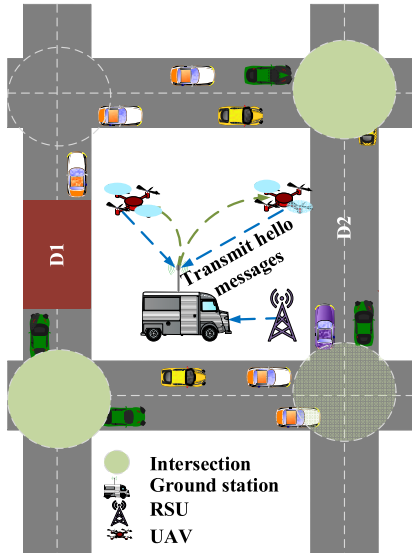 D2
Transmit hello
messages
D1
Intersection
Ground station
RSU
UAV